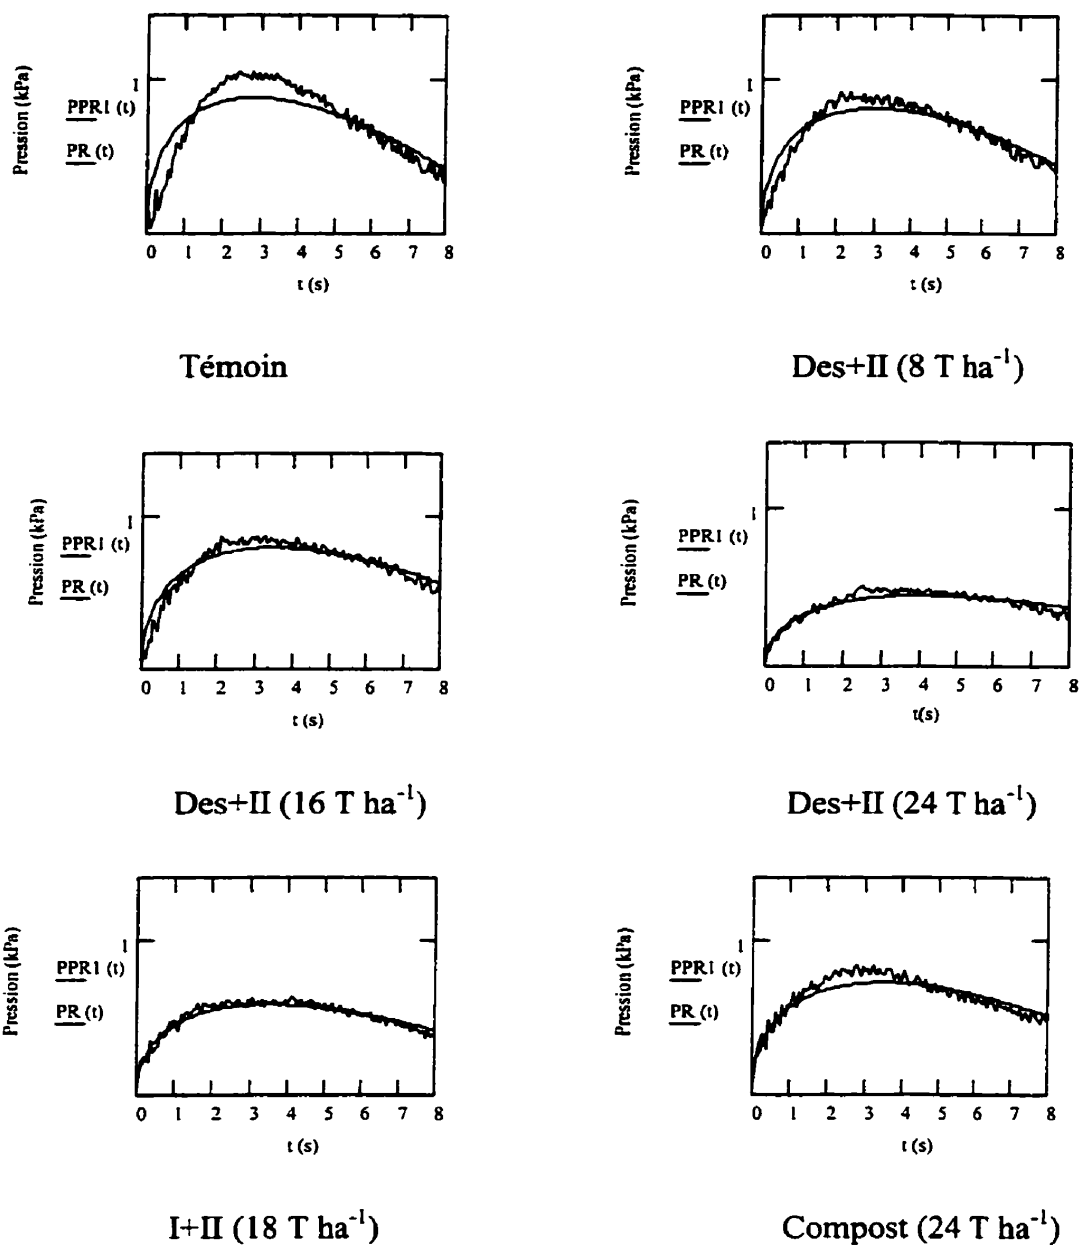 Pression (kPa)
1
PPR1 (t)
PR (t)
0 1 2 3 4 5 6 7 8
t (s)
Témoin
Pression (kPa)
1
PPR1 (t)
PR (t)
0 1 2 3 4 5 6 7 8
t (s)
Des+II (8 T ha⁻¹)
Pression (kPa)
1
PPR1 (t)
PR (t)
0 1 2 3 4 5 6 7 8
t (s)
Des+II (16 T ha⁻¹)
Pression (kPa)
1
PPR1 (t)
PR (t)
0 1 2 3 4 5 6 7 8
t(s)
Des+II (24 T ha⁻¹)
Pression (kPa)
1
PPR1 (t)
PR (t)
0 1 2 3 4 5 6 7 8
t (s)
I+II (18 T ha⁻¹)
Pression (kPa)
1
PPR1 (t)
PR (t)
0 1 2 3 4 5 6 7 8
t (s)
Compost (24 T ha⁻¹)